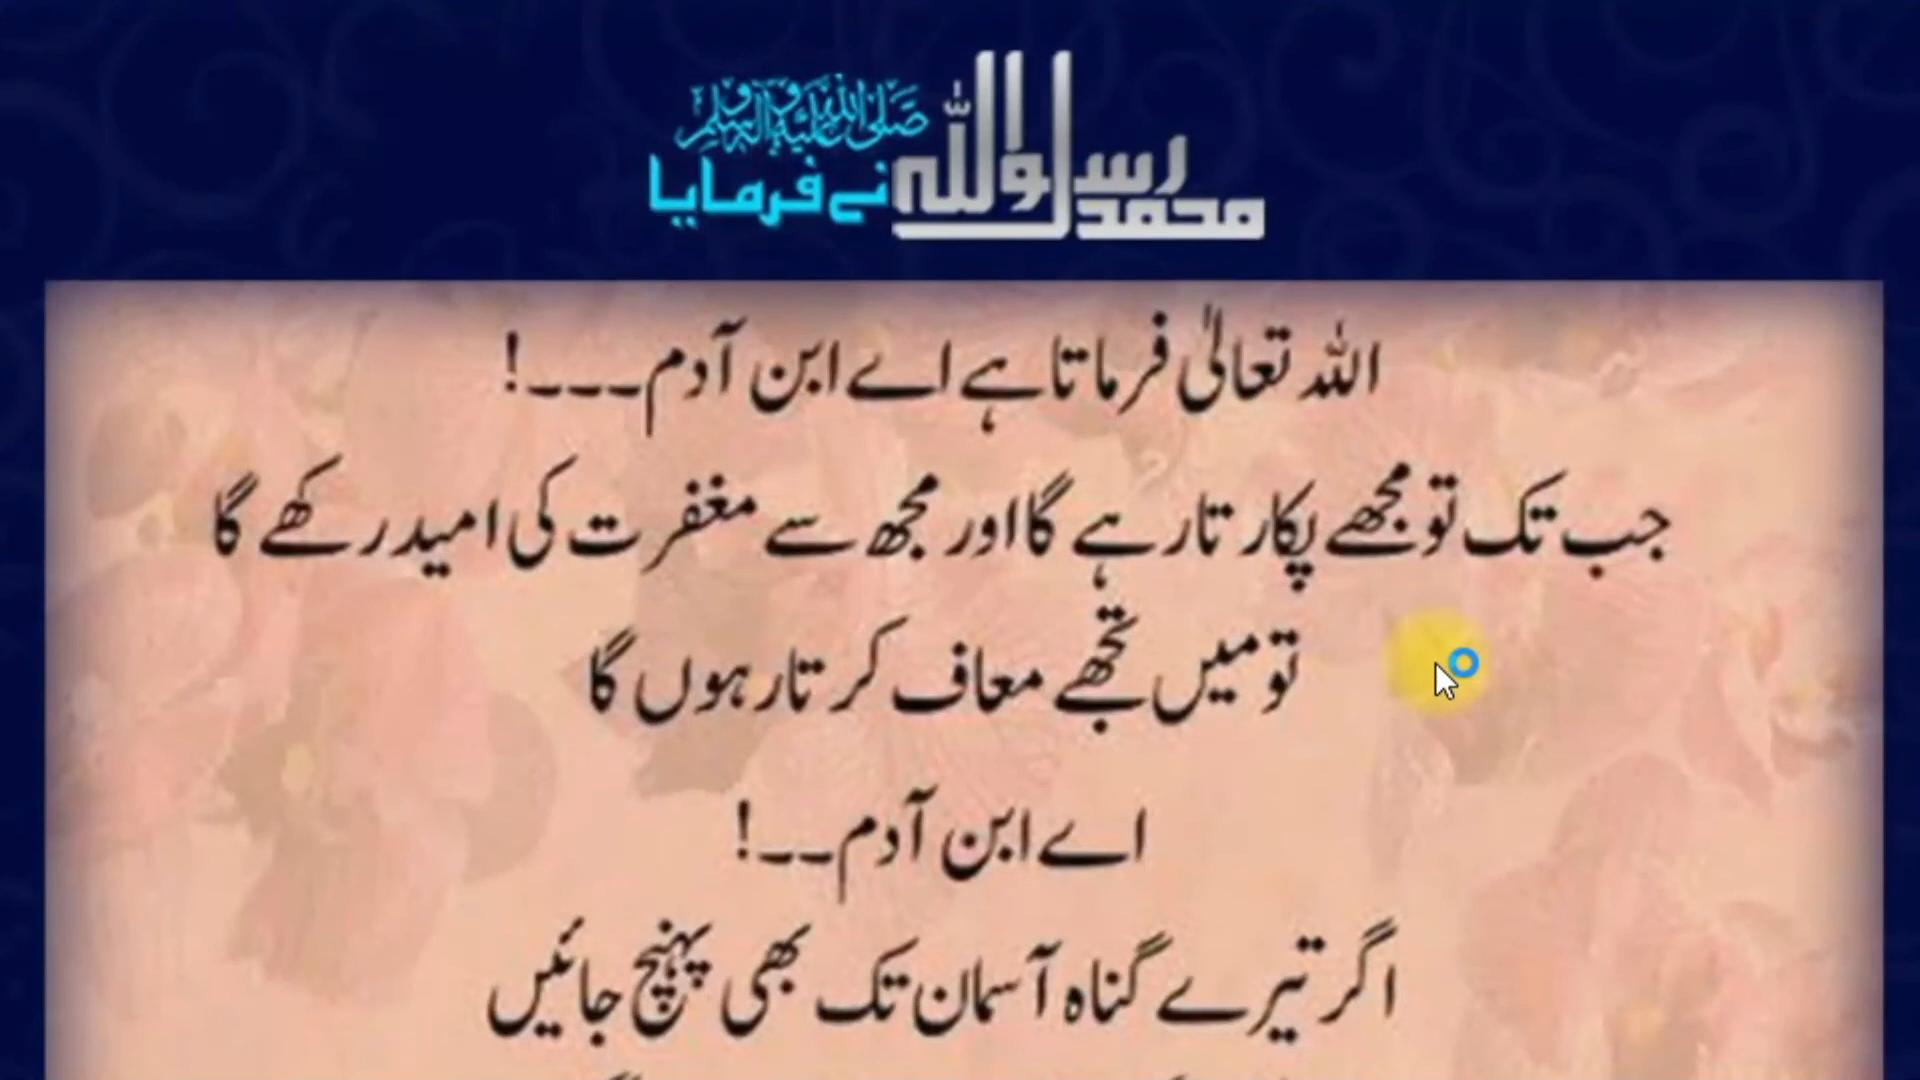 محمد رسول اللہ صلی اللہ علیہ وآلہ وسلم نے فرمایا
اللہ تعالیٰ فرماتا ہے اے ابن آدم۔۔۔!
جب تک تو مجھے پکارتا رہے گا اور مجھ سے مغفرت کی امید رکھے گا
تو میں تجھے معاف کرتا رہوں گا
اے ابن آدم۔۔!
اگر تیرے گناہ آسمان تک بھی پہنچ جائیں